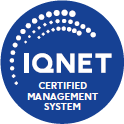 IQNET
CERTIFIED
MANAGEMENT
SYSTEM